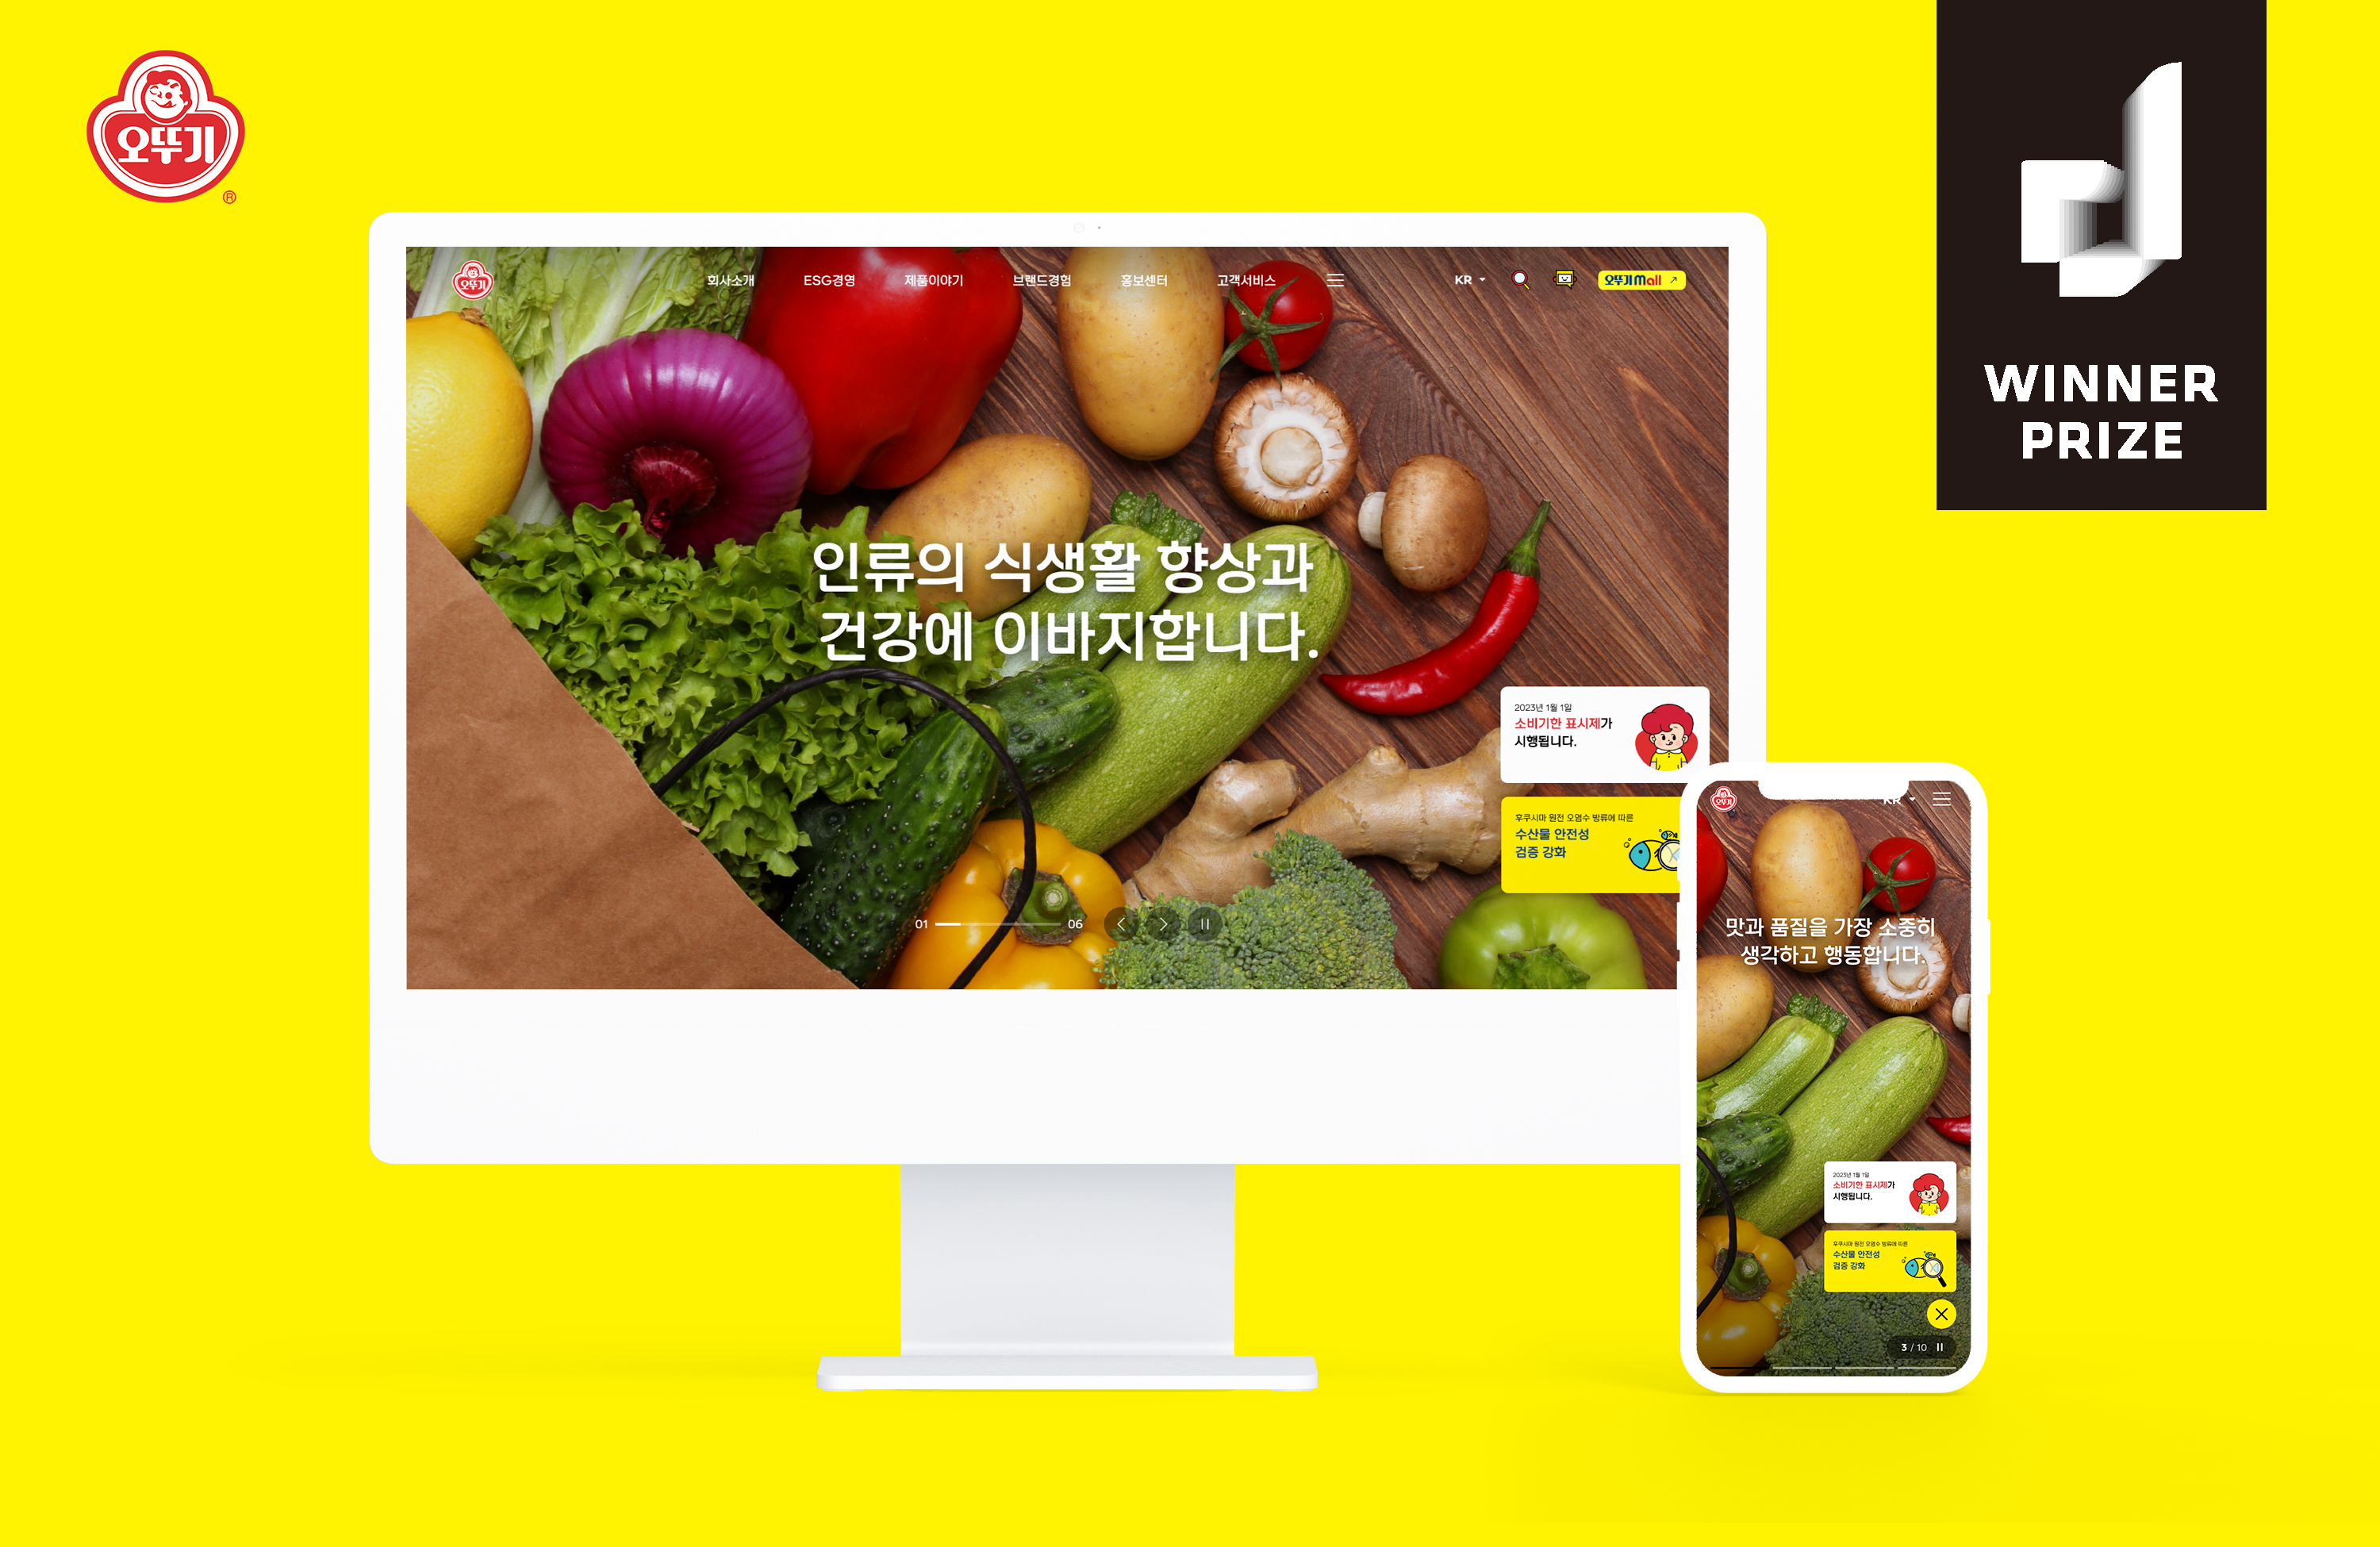 오뚜기
®
WINNER
PRIZE
오뚜기
회사소개 ESG경영 제품이야기 브랜드경험 홍보센터 고객서비스
KR
오뚜기 Mall ↗
인류의 식생활 향상과
건강에 이바지합니다.
2023년 1월 1일
소비기한 표시제가
시행됩니다.
후쿠시마 원전 오염수 방류에 따른
수산물 안전성
검증 강화
01 06
오뚜기
KR
맛과 품질을 가장 소중히
생각하고 행동합니다.
2023년 1월 1일
소비기한 표시제가
시행됩니다.
후쿠시마 원전 오염수 방류에 따른
수산물 안전성
검증 강화
3 / 10